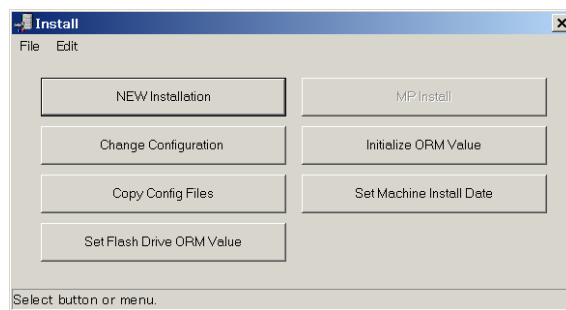 Install
File Edit
NEW Installation
MP Install
Change Configuration
Initialize ORM Value
Copy Config Files
Set Machine Install Date
Set Flash Drive ORM Value
Select button or menu.